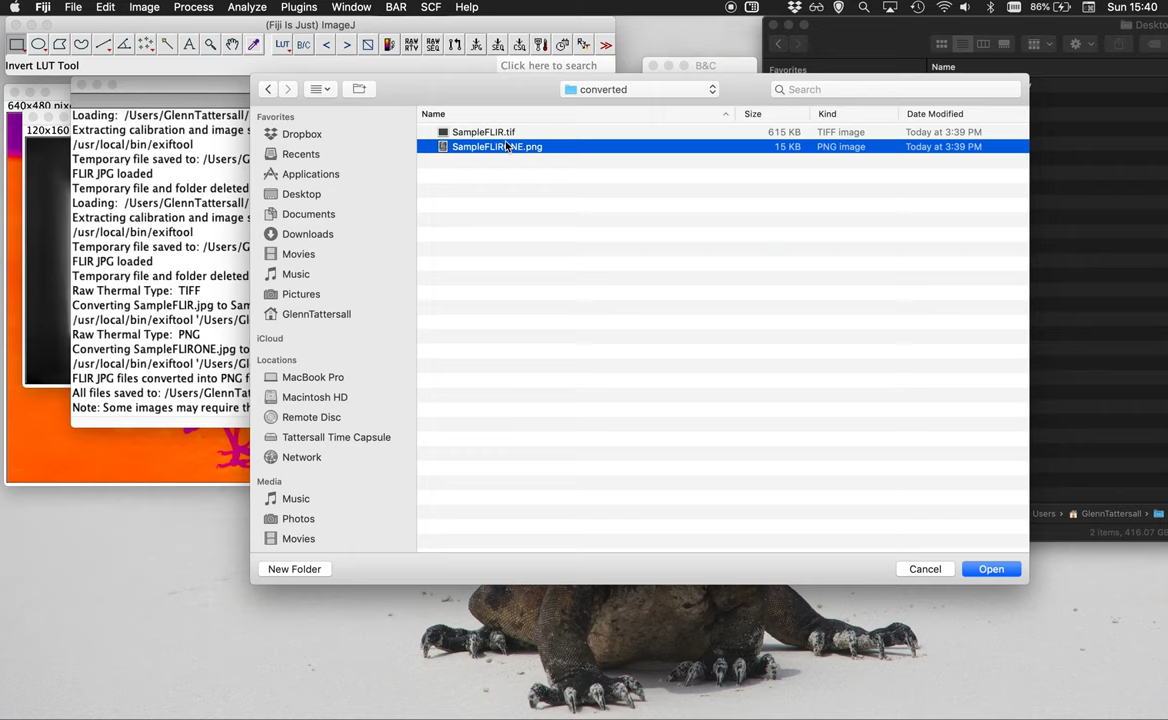 Fiji File Edit Image Process Analyze Plugins Window BAR SCF Help 86% Sun 15:40
(Fiji Is Just) ImageJ
Deskto
LUT B/C RAW RTV RAW SEQ JPG SEQ CSQ
Invert LUT Tool
Click here to search
B&C
Favorites
Name
converted
Search
640x480 pixe
120x160
Loading: /Users/GlennTattersall/
Extracting calibration and image s
/usr/local/bin/exiftool
Temporary file saved to: /Users/G
FLIR JPG loaded
Temporary file and folder deleted
Loading: /Users/GlennTattersall/
Extracting calibration and image s
/usr/local/bin/exiftool
Temporary file saved to: /Users/G
FLIR JPG loaded
Temporary file and folder deleted
Raw Thermal Type: TIFF
Converting SampleFLIR.jpg to Sam
/usr/local/bin/exiftool '/Users/Gl
Raw Thermal Type: PNG
Converting SampleFLIRONE.jpg to
/usr/local/bin/exiftool '/Users/Gl
FLIR JPG files converted into PNG f
All files saved to: /Users/GlennTat
Note: Some images may require th
Favorites
Dropbox
Recents
Applications
Desktop
Documents
Downloads
Movies
Music
Pictures
GlennTattersall
iCloud
Locations
MacBook Pro
Macintosh HD
Remote Disc
Tattersall Time Capsule
Network
Media
Music
Photos
Movies
Name Size Kind Date Modified
SampleFLIR.tif 615 KB TIFF image Today at 3:39 PM
SampleFLIRONE.png 15 KB PNG image Today at 3:39 PM
Users › GlennTattersall ›
2 items, 416.07 GB
New Folder
Cancel
Open